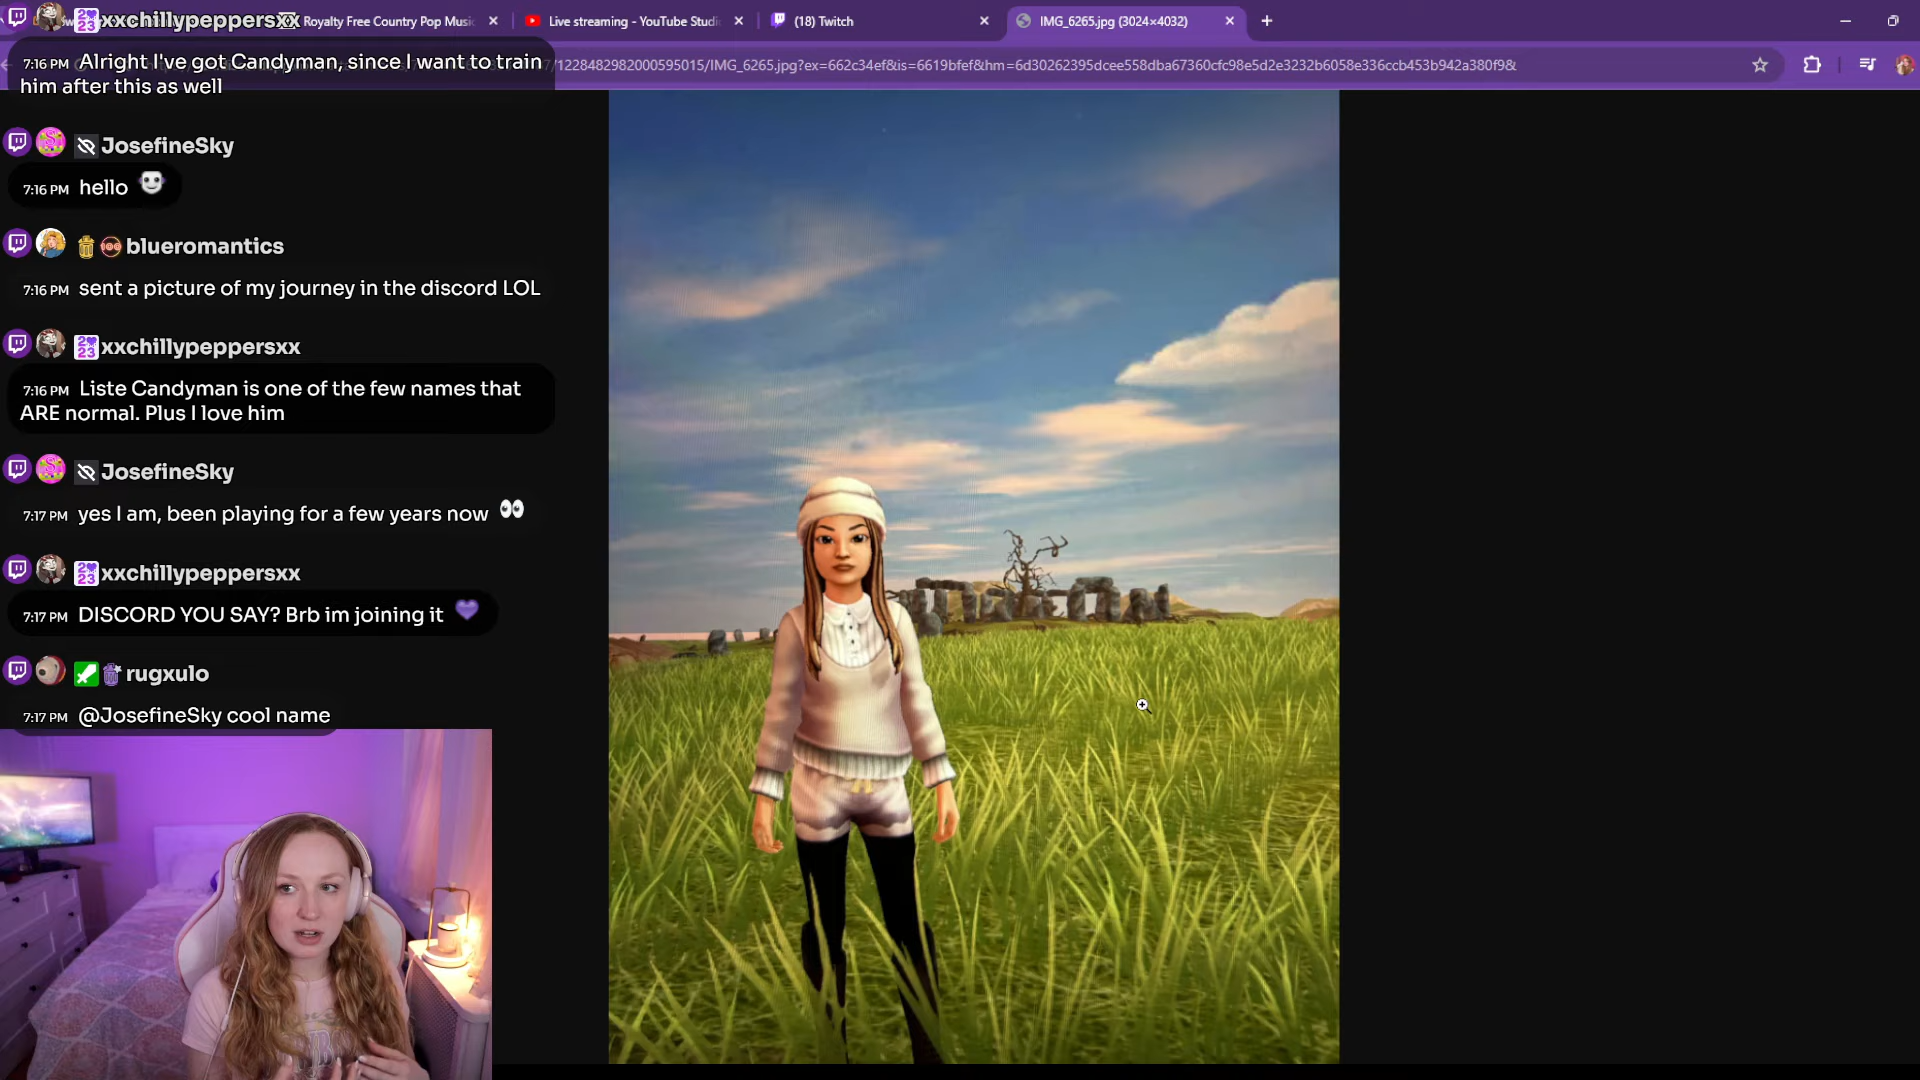 xxchillypeppersxx
Royalty Free Country Pop Music
Live streaming - YouTube Studi
(18) Twitch
IMG_6265.jpg (3024×4032)
7:16 PM Alright I've got Candyman, since I want to train
him after this as well
1228482982000595015/IMG_6265.jpg?ex=662c34ef&is=6619bfef&hm=6d30262395dcee558dba67360cfc98e5d2e3232b6058e336ccb453b942a380f9&
JosefineSky
7:16 PM hello
blueromantics
7:16 PM sent a picture of my journey in the discord LOL
xxchillypeppersxx
7:16 PM Liste Candyman is one of the few names that
ARE normal. Plus I love him
JosefineSky
7:17 PM yes I am, been playing for a few years now
xxchillypeppersxx
7:17 PM DISCORD YOU SAY? Brb im joining it
rugxulo
7:17 PM @JosefineSky cool name